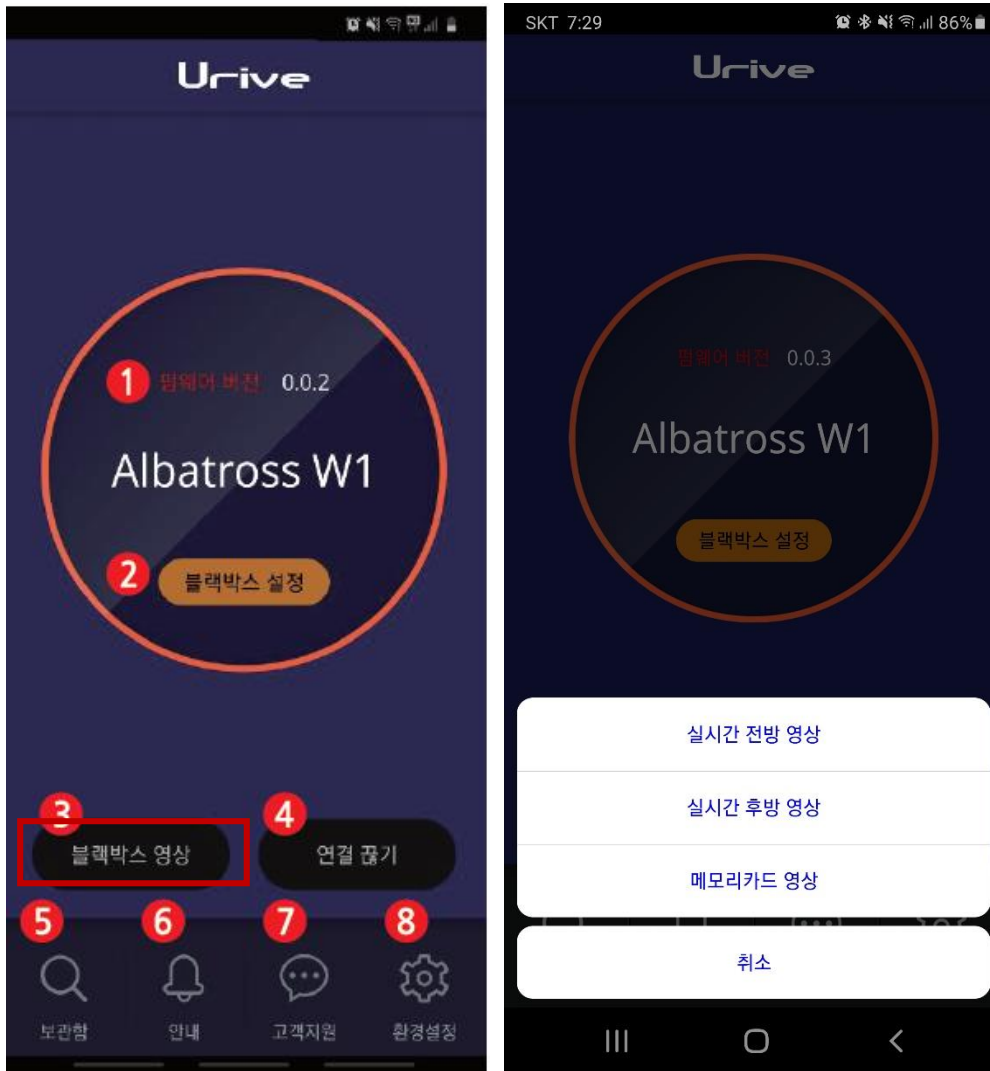 Urive
1 펌웨어 버전 0.0.2
Albatross W1
2 블랙박스 설정
3 4
블랙박스 영상 연결 끊기
5 6 7 8
보관함 안내 고객지원 환경설정
SKT 7:29 86%
Urive
펌웨어 버전 0.0.3
Albatross W1
블랙박스 설정
실시간 전방 영상
실시간 후방 영상
메모리카드 영상
취소